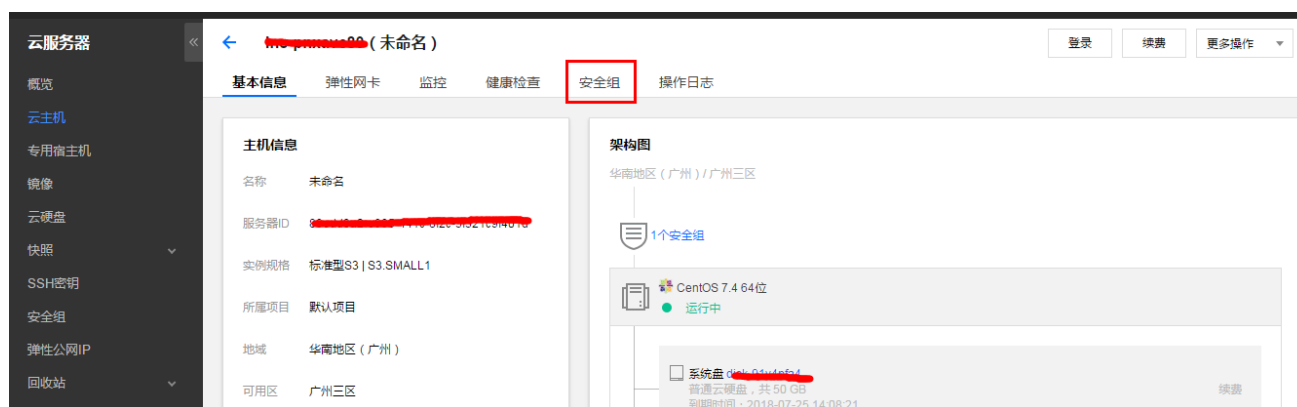 云服务器
概览
云主机
专用宿主机
镜像
云硬盘
快照
SSH密钥
安全组
弹性公网IP
回收站
(未命名)
登录 续费 更多操作
基本信息 弹性网卡 监控 健康检查 安全组 操作日志
主机信息
名称 未命名
服务器ID
实例规格 标准型S3 | S3.SMALL1
所属项目 默认项目
地域 华南地区(广州)
可用区 广州三区
架构图
华南地区(广州)/广州三区
1个安全组
CentOS 7.4 64位
运行中
系统盘
普通云硬盘,共 50 GB 续费
到期时间:2018-07-25 14:08:21